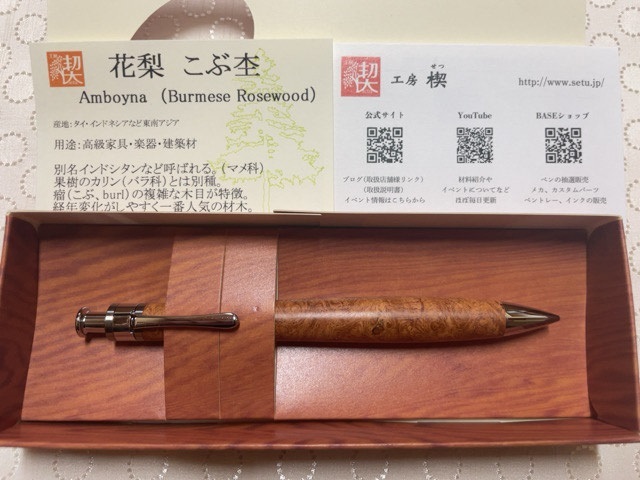 楔
花梨 こぶ杢
Amboyna (Burmese Rosewood)
産地：タイ・インドネシアなど東南アジア
用途：高級家具・楽器・建築材
別名インドシタンなど呼ばれる。(マメ科)
果樹のカリン(バラ科)とは別種。
瘤(こぶ、burl)の複雑な木目が特徴。
経年変化がしやすく一番人気の材木。
楔
せつ
工房 楔
http://www.setu.jp/
公式サイト
YouTube
BASEショップ
ブログ(取扱店舗様リンク)
(取扱説明書)
イベント情報はこちらから
材料紹介や
イベントについてなど
ほぼ毎日更新
ペンの抽選販売
メカ、カスタムパーツ
ペントレー、インクの販売